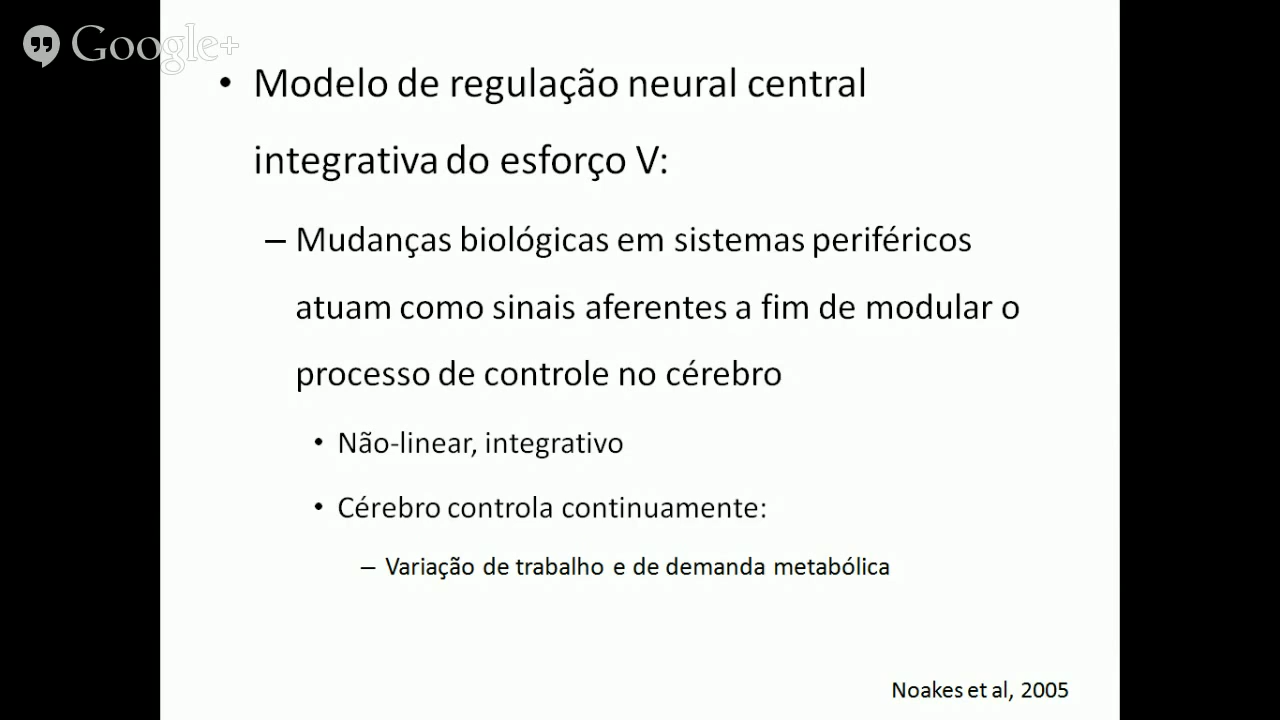 Google+
• Modelo de regulação neural central
integrativa do esforço V:
– Mudanças biológicas em sistemas periféricos
atuam como sinais aferentes a fim de modular o
processo de controle no cérebro
• Não-linear, integrativo
• Cérebro controla continuamente:
– Variação de trabalho e de demanda metabólica
Noakes et al, 2005